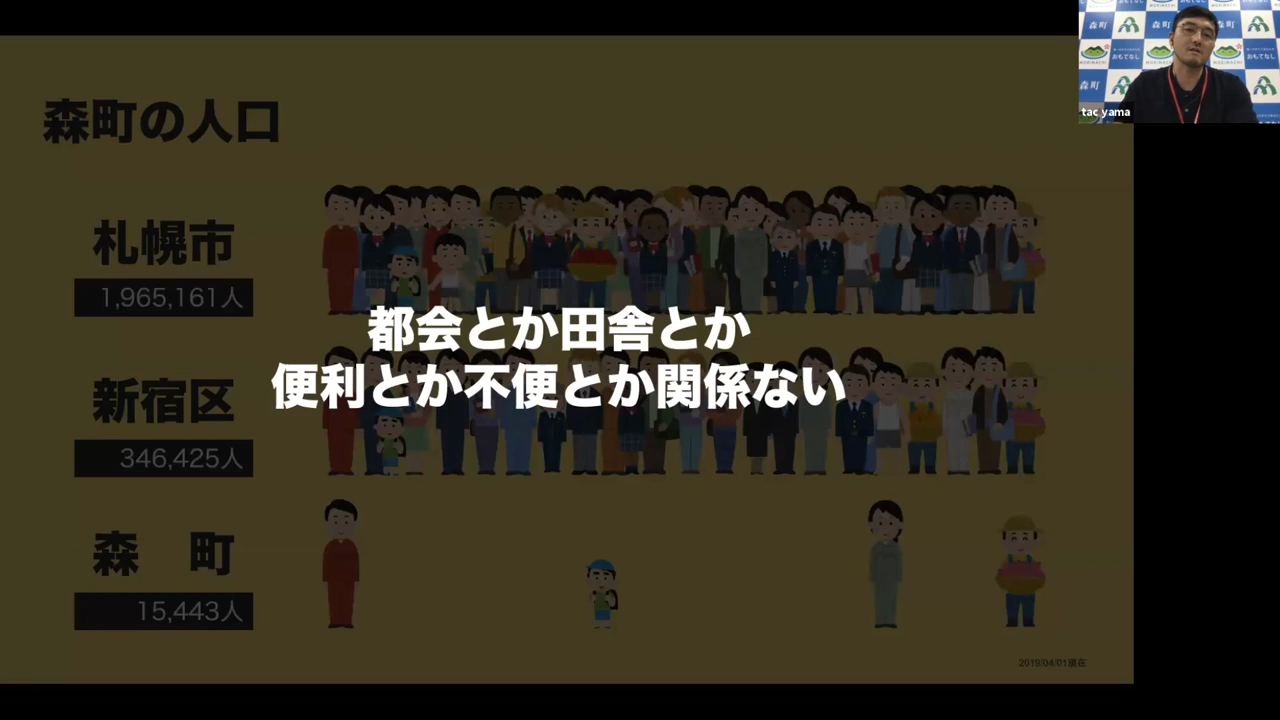 森町の人口
札幌市
1,965,161人
都会とか田舎とか
便利とか不便とか関係ない
新宿区
346,425人
森 町
15,443人
2019/04/01現在
tac yama
森町
おもてなし
MORIMACHI